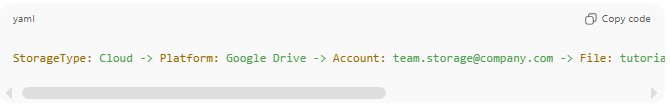 yaml
Copy code
StorageType: Cloud -> Platform: Google Drive -> Account: team.storage@company.com -> File: tutoria